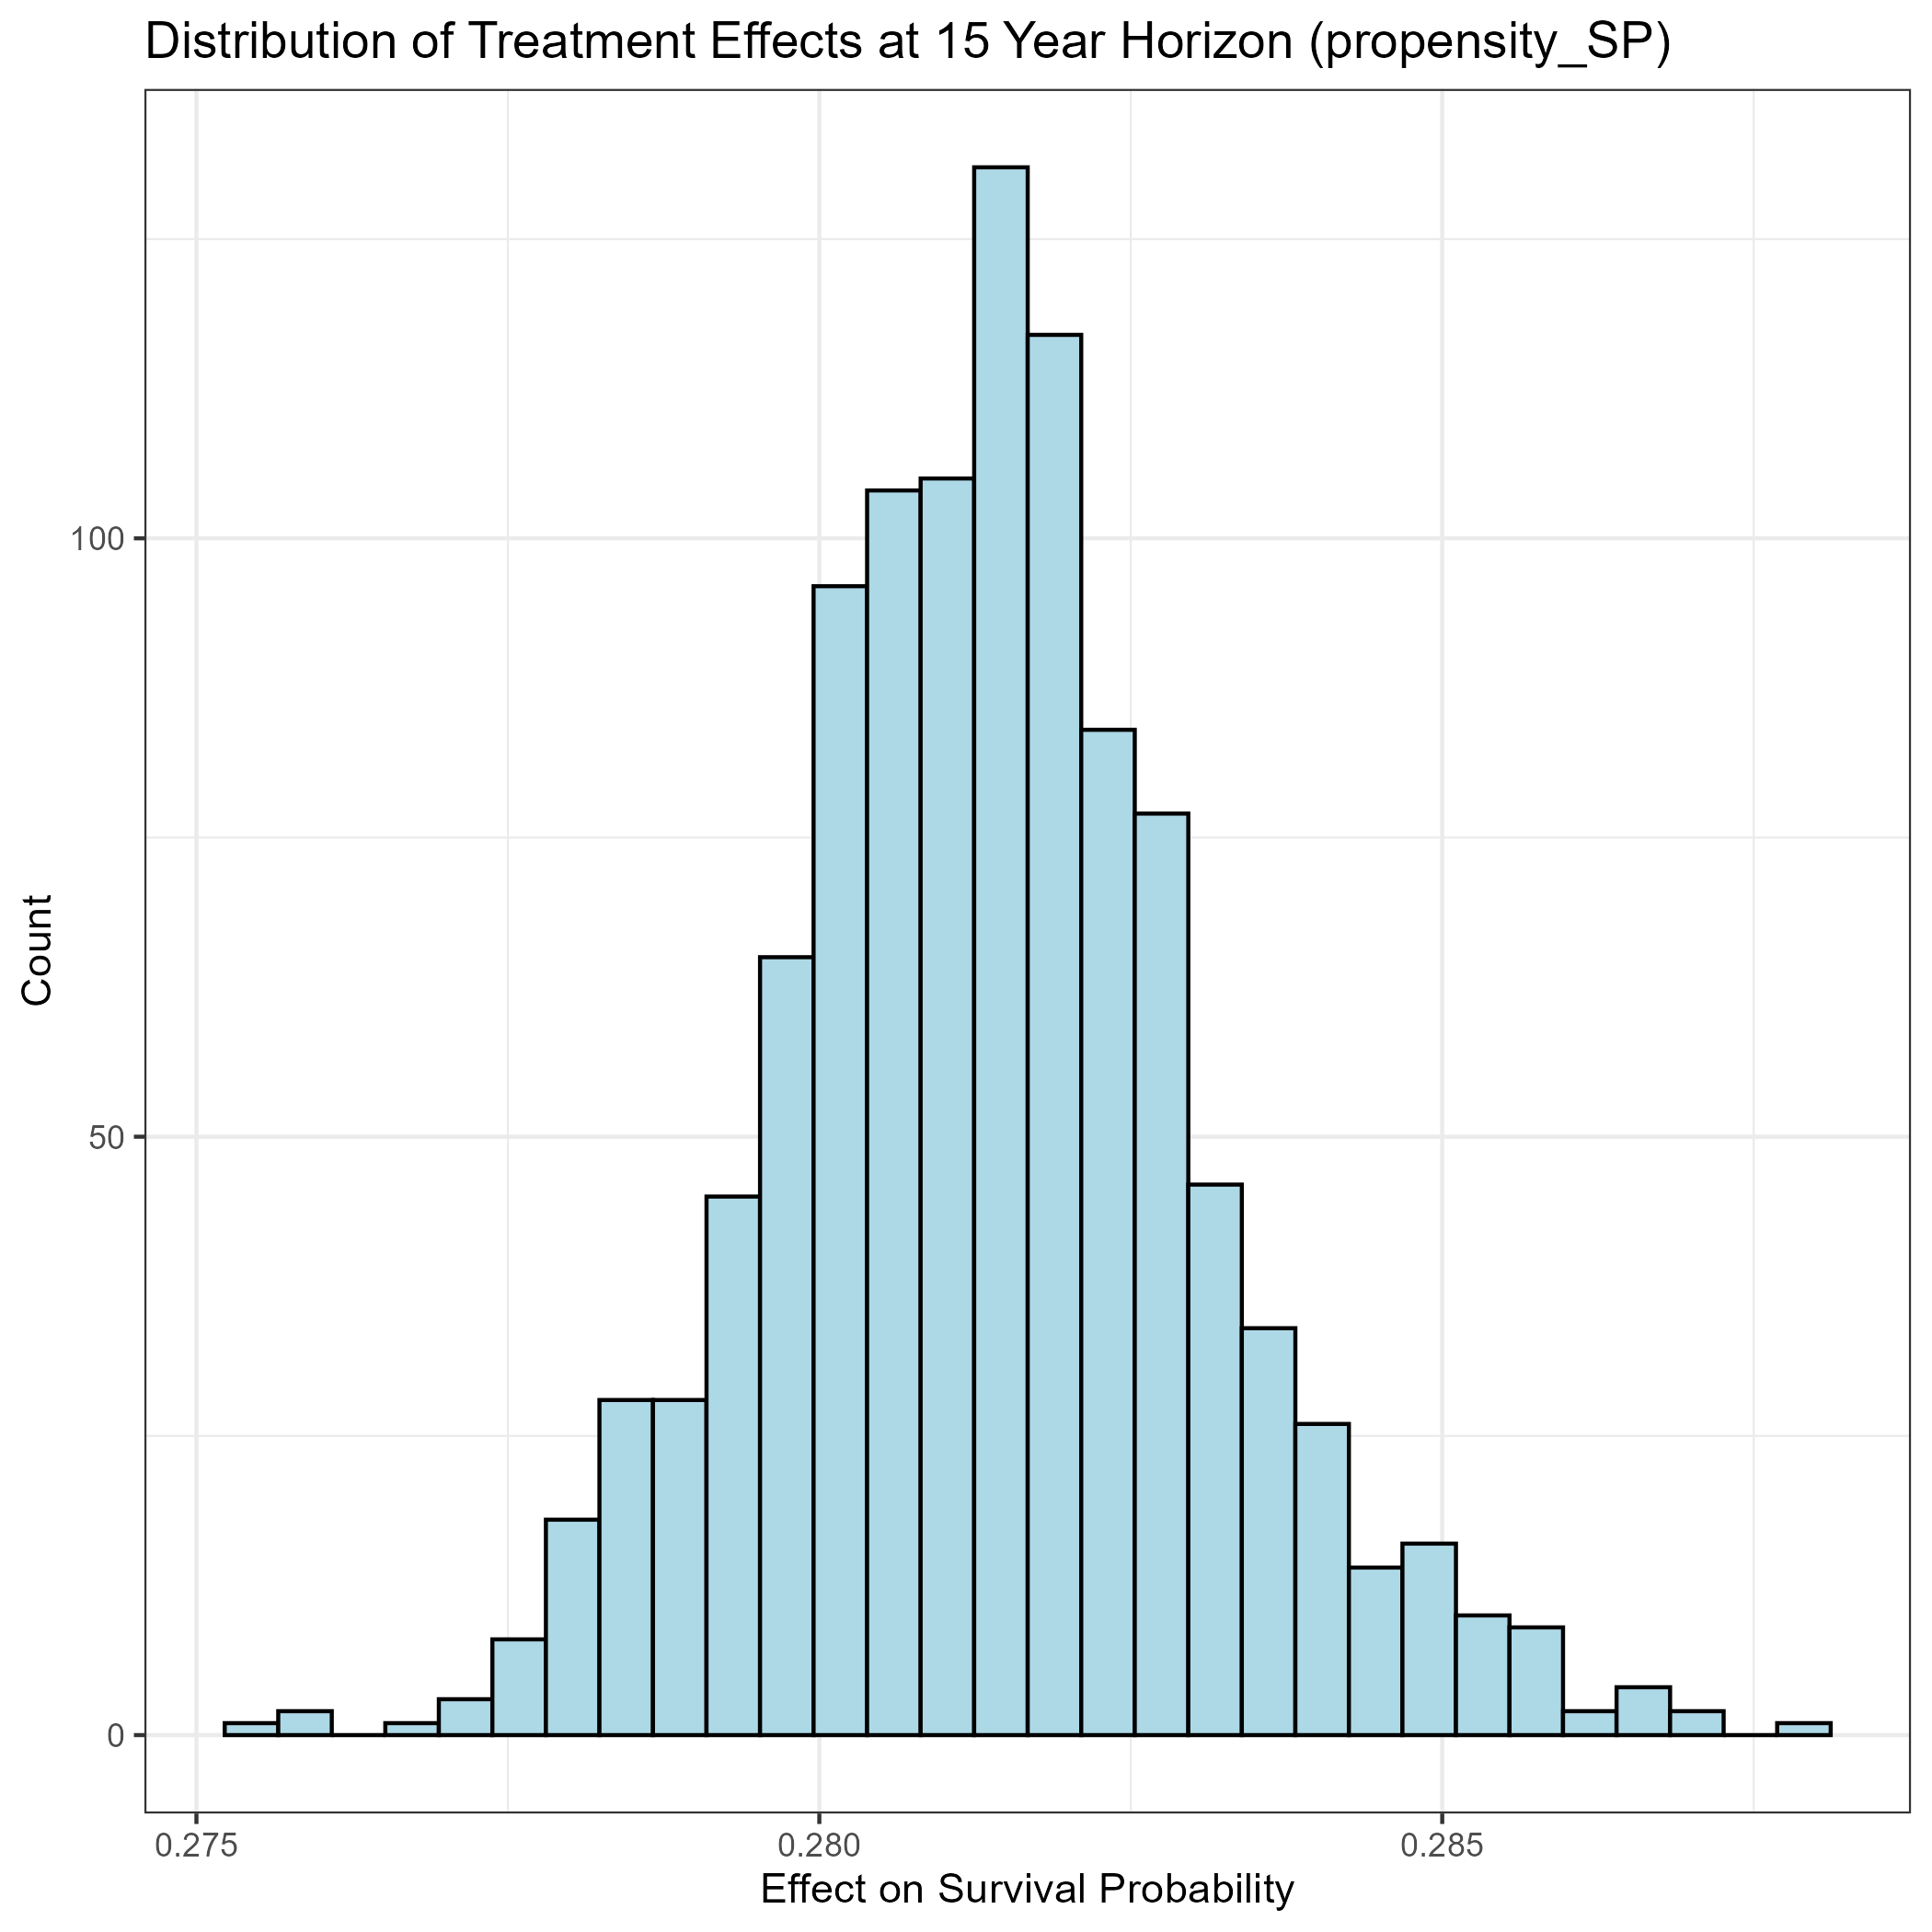 Distribution of Treatment Effects at 15 Year Horizon (propensity_SP)
Count
100
50
0
0.275
0.280
0.285
Effect on Survival Probability